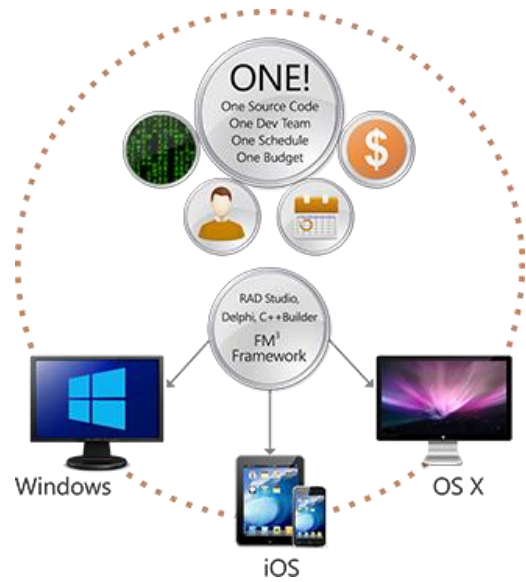 ONE!
One Source Code
One Dev Team
One Schedule
One Budget
$
RAD Studio,
Delphi, C++Builder
FM³
Framework
Windows
OS X
iOS